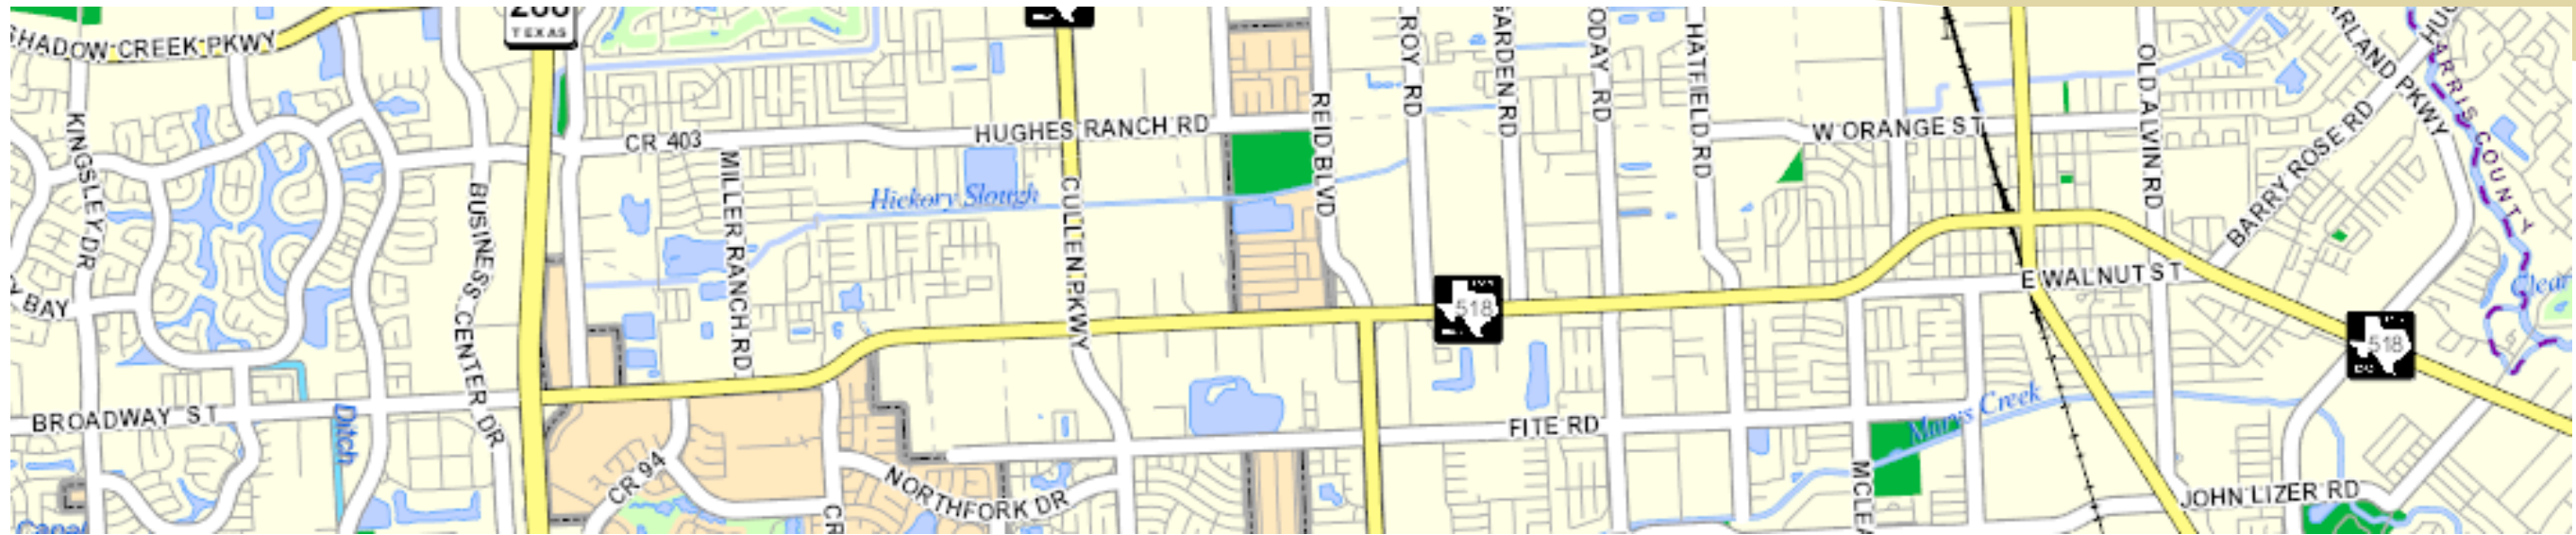 TEXAS
SHADOW CREEK PKWY
KINGSLEY DR
BAY
BUSINESS CENTER DR
BROADWAY ST
Ditch
Canal
CR 403
MILLER RANCH RD
HUGHES RANCH RD
Hickory Slough
CULLEN PKWY
CR 94
CR
NORTHFORK DR
REID BLVD
ROY RD
GARDEN RD
ODAY RD
HATFIELD RD
518
FITE RD
W ORANGE ST
OLD ALVIN RD
BARRY ROSE RD
PKWY
HARRIS COUNTY
E WALNUT ST
Clear
518
Marys Creek
JOHN LIZER RD